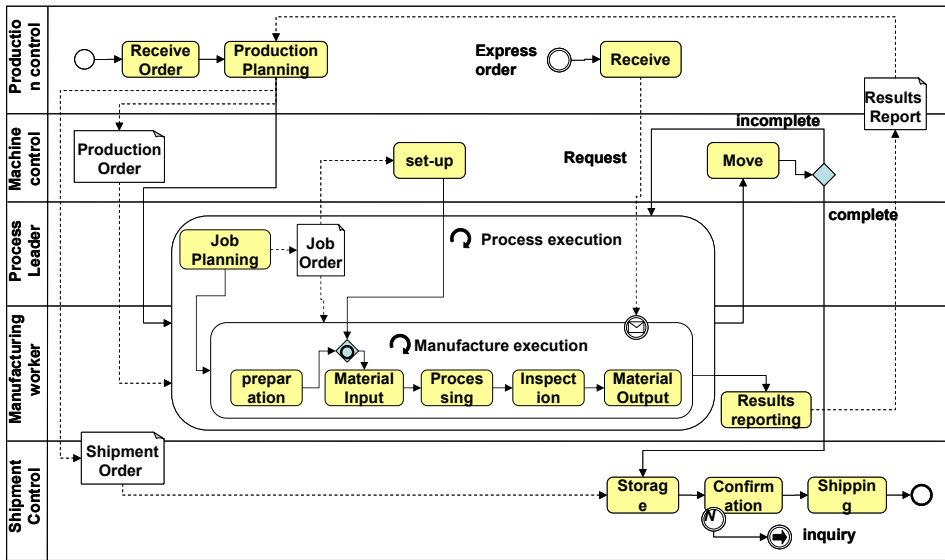 Productio
n control
Receive
Order
Production
Planning
Express
order
Receive
Results
Report
Machine
control
Production
Order
set-up
Request
incomplete
Move
complete
Process
Leader
Job
Planning
Job
Order
Process execution
Manufacturing
worker
Manufacture execution
prepar
ation
Material
Input
Proces
sing
Inspect
ion
Material
Output
Results
reporting
Shipment
Control
Shipment
Order
Storag
e
Confirm
ation
Shippin
g
N
inquiry